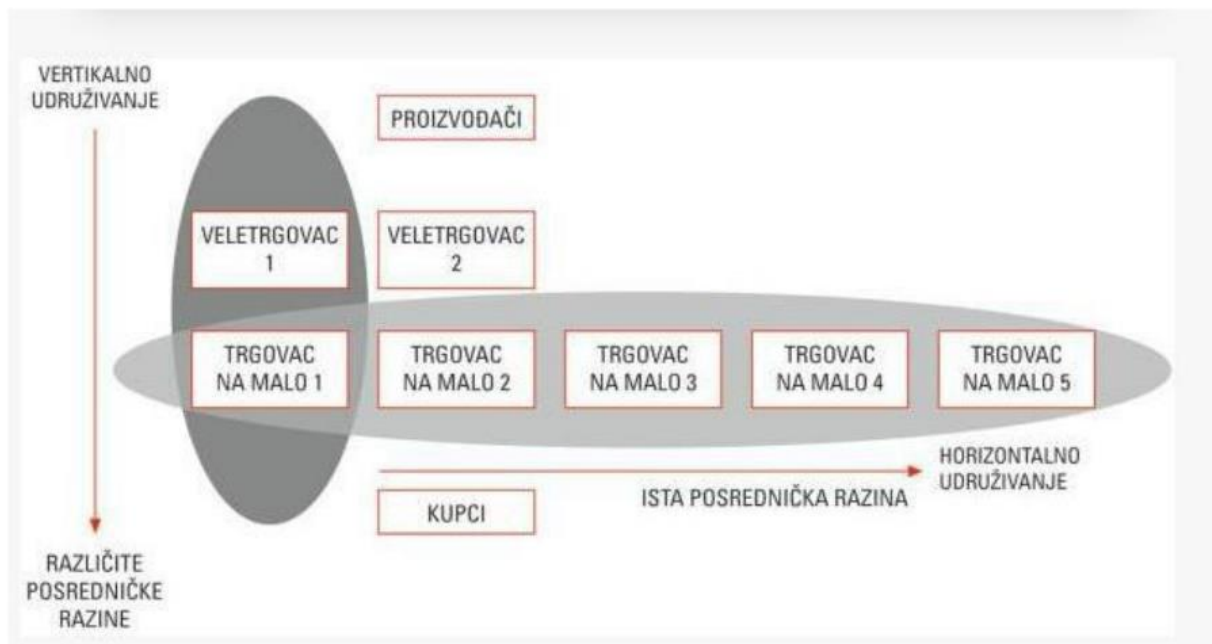 VERTIKALNO
UDRUŽIVANJE
PROIZVOĐAČI
VELETRGOVAC
1
VELETRGOVAC
2
TRGOVAC
NA MALO 1
TRGOVAC
NA MALO 2
TRGOVAC
NA MALO 3
TRGOVAC
NA MALO 4
TRGOVAC
NA MALO 5
HORIZONTALNO
UDRUŽIVANJE
ISTA POSREDNIČKA RAZINA
KUPCI
RAZLIČITE
POSREDNIČKE
RAZINE